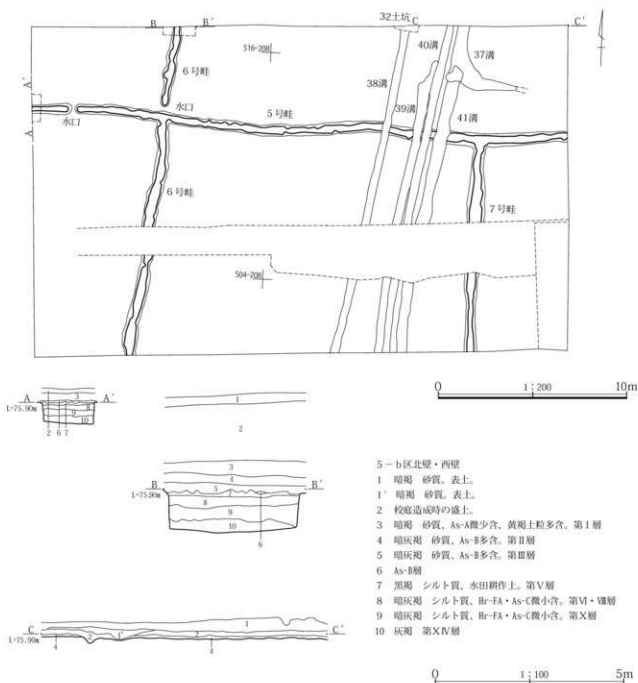 B B' 32土坑 C C'
40溝
37溝
516-208
6号畦
38溝
A'
水口
5号畦
39溝
41溝
水口
A
6号畦
7号畦
504-208
A A'
L=75.90m
3
8
9
10
2 6 7
1
2
0 1:200 10m
3
4
B 5 B'
L=75.90m
8
9
10
6
5-b区北壁・西壁
1 暗褐 砂質。表土。
1' 暗褐 砂質。表土。
2 校庭造成時の盛土。
3 暗褐 砂質、As-A微少含、黄褐土粒多含。第Ⅰ層
4 暗灰褐 砂質、As-B多含。第Ⅱ層
5 暗灰褐 砂質、As-B多含。第Ⅲ層
6 As-B層
7 黒褐 シルト質、水田耕作土。第Ⅴ層
8 暗灰褐 シルト質、Hr-FA・As-C微小含。第Ⅵ・Ⅷ層
9 暗灰褐 シルト質、Hr-FA・As-C微小含。第Ⅹ層
10 灰褐 第ⅩⅣ層
1
C C'
L=75.90m
4 2 1' 2 4
0 1:100 5m